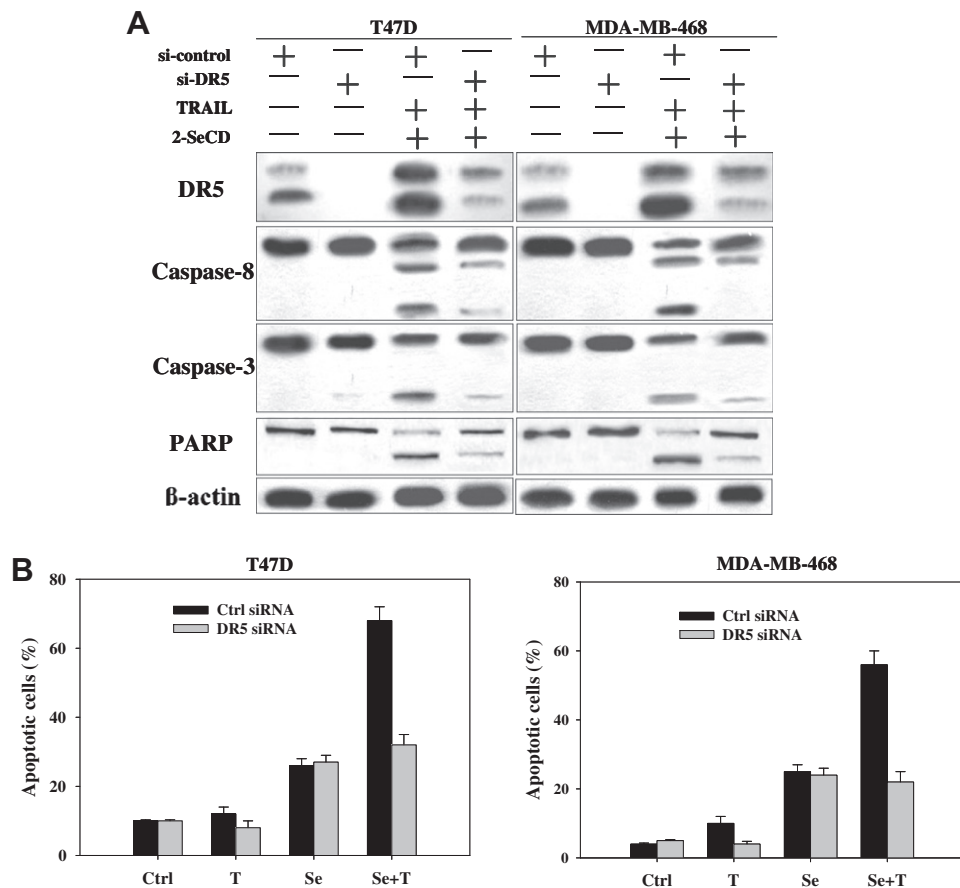 A
T47D MDA-MB-468
si-control + — + — + — + —
si-DR5 — + — + — + — +
TRAIL — — + + — — + +
2-SeCD — — + + — — + +
DR5
Caspase-8
Caspase-3
PARP
ß-actin
B
T47D
80
60
40
20
0
Apoptotic cells (%)
Ctrl siRNA
DR5 siRNA
Ctrl T Se Se+T
MDA-MB-468
80
60
40
20
0
Apoptotic cells (%)
Ctrl siRNA
DR5 siRNA
Ctrl T Se Se+T